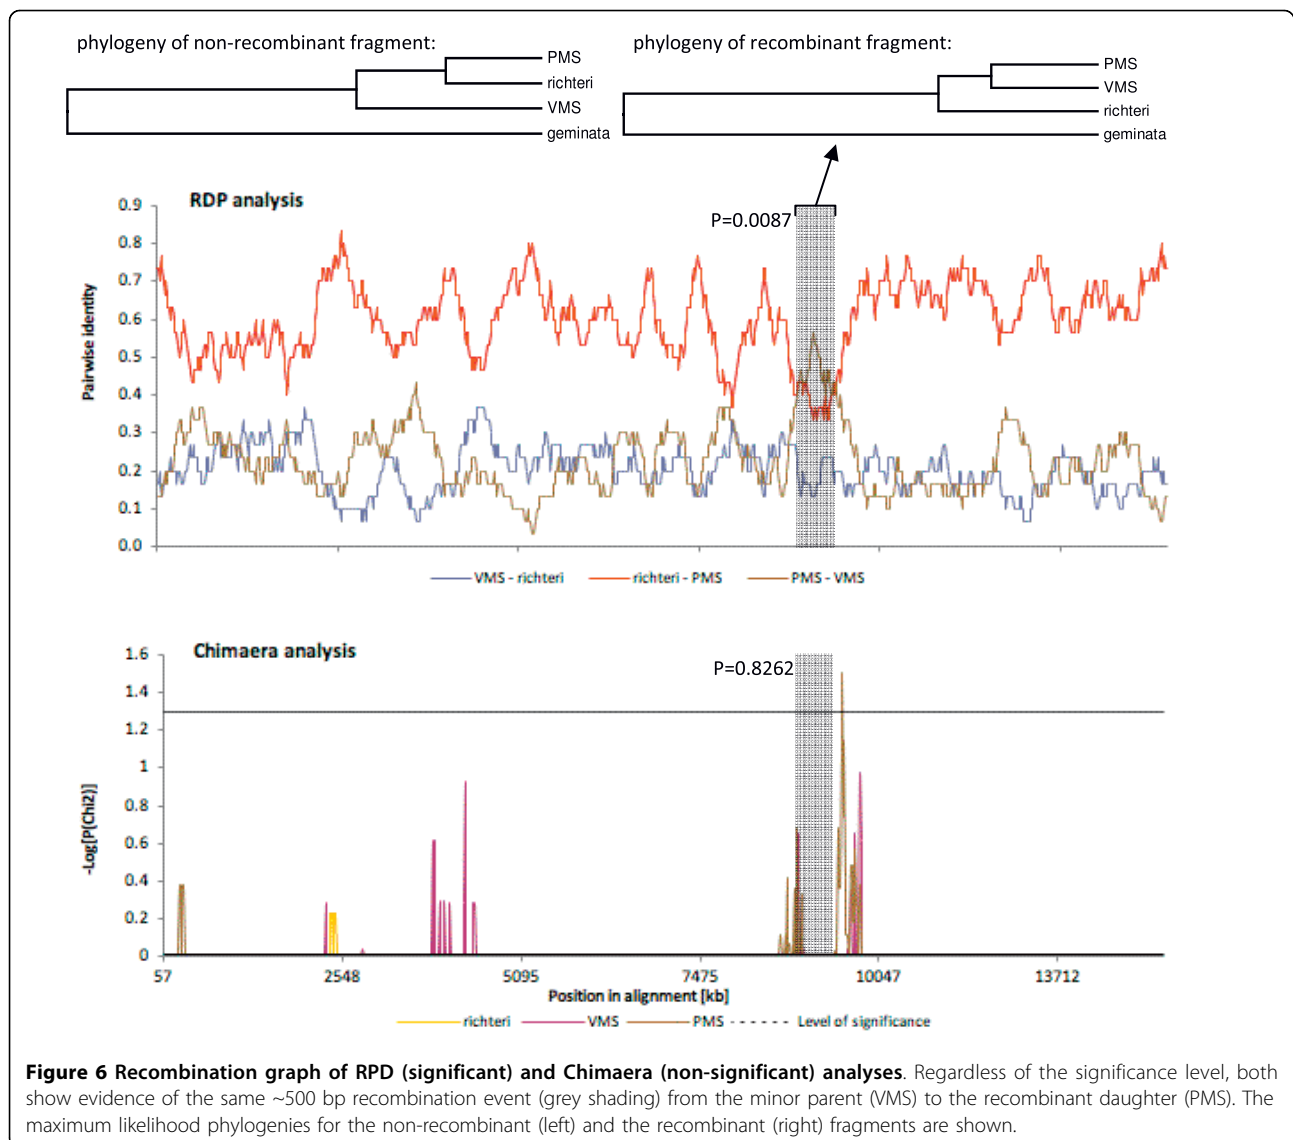 phylogeny of non-recombinant fragment:
PMS
richteri
VMS
geminata
phylogeny of recombinant fragment:
PMS
VMS
richteri
geminata
RDP analysis
P=0.0087
Pairwise identity
0.9
0.8
0.7
0.6
0.5
0.4
0.3
0.2
0.1
0.0
VMS - richteri
richteri - PMS
PMS - VMS
Chimaera analysis
P=0.8262
-Log[P(Chi2)]
1.6
1.4
1.2
1
0.8
0.6
0.4
0.2
0
57
2548
5095
7475
10047
13712
Position in alignment [kb]
richteri
VMS
PMS
Level of significance
Figure 6 Recombination graph of RPD (significant) and Chimaera (non-significant) analyses. Regardless of the significance level, both
show evidence of the same ~500 bp recombination event (grey shading) from the minor parent (VMS) to the recombinant daughter (PMS). The
maximum likelihood phylogenies for the non-recombinant (left) and the recombinant (right) fragments are shown.